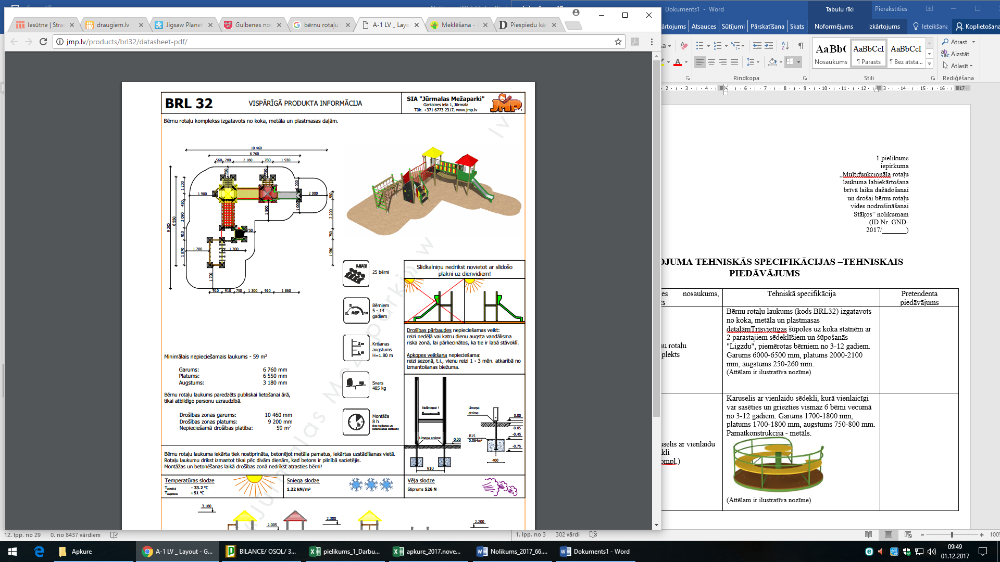 Dokuments1 - Word
Tabulu rīki
Pierakstīties
Iesūtne | Stra
draugiem.lv
Jigsaw Planet
Gulbenes no
bērnu rotaļu
A-1 LV _ Layo
Meklēšana -
Piespiedu kā
jmp.lv/products/brl32/datasheet-pdf/
Atsauces
Sūtījumi
Pārskatīšana
Skats
Noformējums
Izkārtojums
Ieteikšana
Koplietošana
AaBbC
AaBbCcI
AaBbCcI
Nosaukums
¶ Parasts
¶ Bez atsta...
Atrast
Aizstāt
Atlasīt
Rindkopa
Stili
Rediģēšana
BRL 32
VISPĀRĪGĀ PRODUKTA INFORMĀCIJA
SIA "Jūrmalas Mežaparki"
Garkalnes iela 1, Jūrmala
Tālr. +371 6773 2317, www.jmp.lv
JMP
Bērnu rotaļu komplekss izgatavots no koka, metāla un plastmasas daļām.
10 460
6 760
560 780 2 180 780 1 930
750
750
1 200
1 900
450
2 090
910
1 870
6 550
9 200
1 000
2 000
1 000
1 500
750
2 200
780
1 930
1 700
1 700
1 700
910 910 750 1 300 910 1 860
MAX
25 bērni
Bērniem
5 - 14
gadiem
Krišanas
augstums
H=1.80 m
Svars
485 kg
Montāža
8 h
(bez rakšanas un
betonēšanas darbiem)
Slīdkalniņu nedrīkst novietot ar slīdošo
plakni uz dienvidiem!
Drošības pārbaudes nepieciešamas veikt:
reizi nedēļā vai katru dienu augsta vandālisma
riska zonā, lai pārliecinātos, ka tie ir labā stāvoklī.
Apkopes veikšana nepieciešama:
reizi sezonā, t.i., vienu reizi 1 - 3 mēn. atkarībā no
izmantošanas biežuma.
Minimālais nepieciešamais laukums - 59 m²
Garums: 6 760 mm
Platums: 6 550 mm
Augstums: 3 180 mm
Bērnu rotaļu laukums paredzēts publiskai lietošanai ārā,
tikai atbildīgo personu uzraudzībā.
Drošības zonas garums: 10 460 mm
Drošības zonas platums: 9 200 mm
Nepieciešamā drošības platība: 59 m²
Nolīmeņot !
Līmeņa atzīme
0.00
910
Līmeņa
atzīme
0.00
-0.05
-0.45
-0.75
B15
0.064m³
400
Bērnu rotaļu laukuma iekārta tiek nostiprināta, betonējot metāla pamatus, iekārtas uzstādīšanas vietā.
Rotaļu laukumu drīkst izmantot tikai pēc divām dienām, kad betons ir pilnībā sacietējis.
Montāžas un betonēšanas laikā drošības zonā nedrīkst atrasties bērni!
Temperatūras slodze
Tzemākā - 33.2 °C
Taugstākā +51 °C
Sniega slodze
1.22 kN/m²
Vēja slodze
Stiprums 526 N
3.180
2.005
2.300
2.200
1.pielikums
iepirkuma
„Multifunkcionāla rotaļu
laukuma labiekārtošana
brīvā laika dažādošanai
un drošai bērnu rotaļu
vides nodrošināšanai
Stāķos” nolikumam
(ID Nr. GND-
2017/_______)
OJUMA TEHNISKĀS SPECIFIKĀCIJAS –TEHNISKAIS
PIEDĀVĀJUMS
es nosaukums,
ts
Tehniskā specifikācija
Pretendenta
piedāvājums
nu rotaļu
plekts
Bērnu rotaļu laukums (kods BRL32) izgatavots
no koka, metāla un plastmasas
detaļāmTrīsvietīgas šūpoles uz koka statnēm ar
2 parastajiem sēdeklīšiem un šūpošanās
"Ligzdu", piemērotas bērniem no 3-12 gadiem.
Garums 6000-6500 mm, platums 2000-2100
mm, augstums 250-260 mm.
(Attēlam ir ilustratīva nozīme)
uselis ar vienlaidu
kli
ompl.)
Karuselis ar vienlaidu sēdekli, kurā vienlaicīgi
var sasēties un griezties vismaz 6 bērni vecumā
no 3-12 gadiem. Garums 1700-1800 mm,
platums 1700-1800 mm, augstums 750-800 mm.
Pamatkonstrukcija - metāls.
(Attēlam ir ilustratīva nozīme)
12. lpp. no 29
0. no 8437 vārdiem
1. lpp. no 3
302 vārdi
100%
Apkure
A-1 LV _ Layout - G...
BILANCE/ OSQL/ 3...
pielikums_1_Darbu...
apkure_2017.nove...
Nolikums_2017_66....
Dokuments1 - Word
09:49
01.12.2017